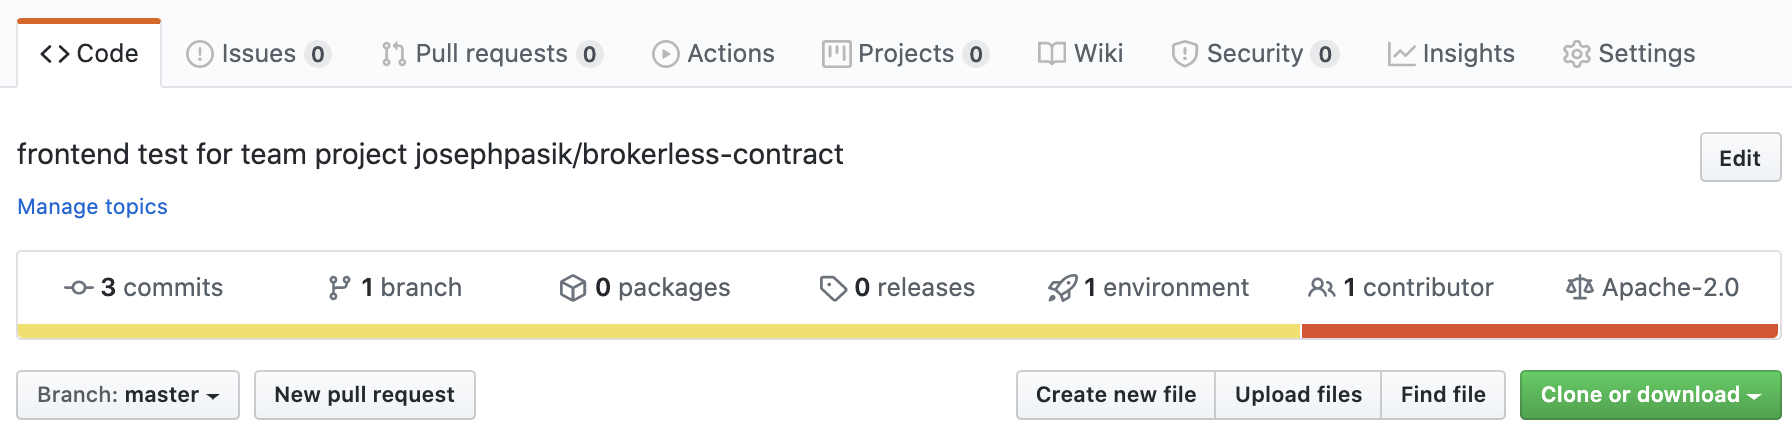 Code Issues 0 Pull requests 0 Actions Projects 0 Wiki Security 0 Insights Settings
frontend test for team project josephpasik/brokerless-contract Edit
Manage topics
3 commits 1 branch 0 packages 0 releases 1 environment 1 contributor Apache-2.0
Branch: master New pull request Create new file Upload files Find file Clone or download